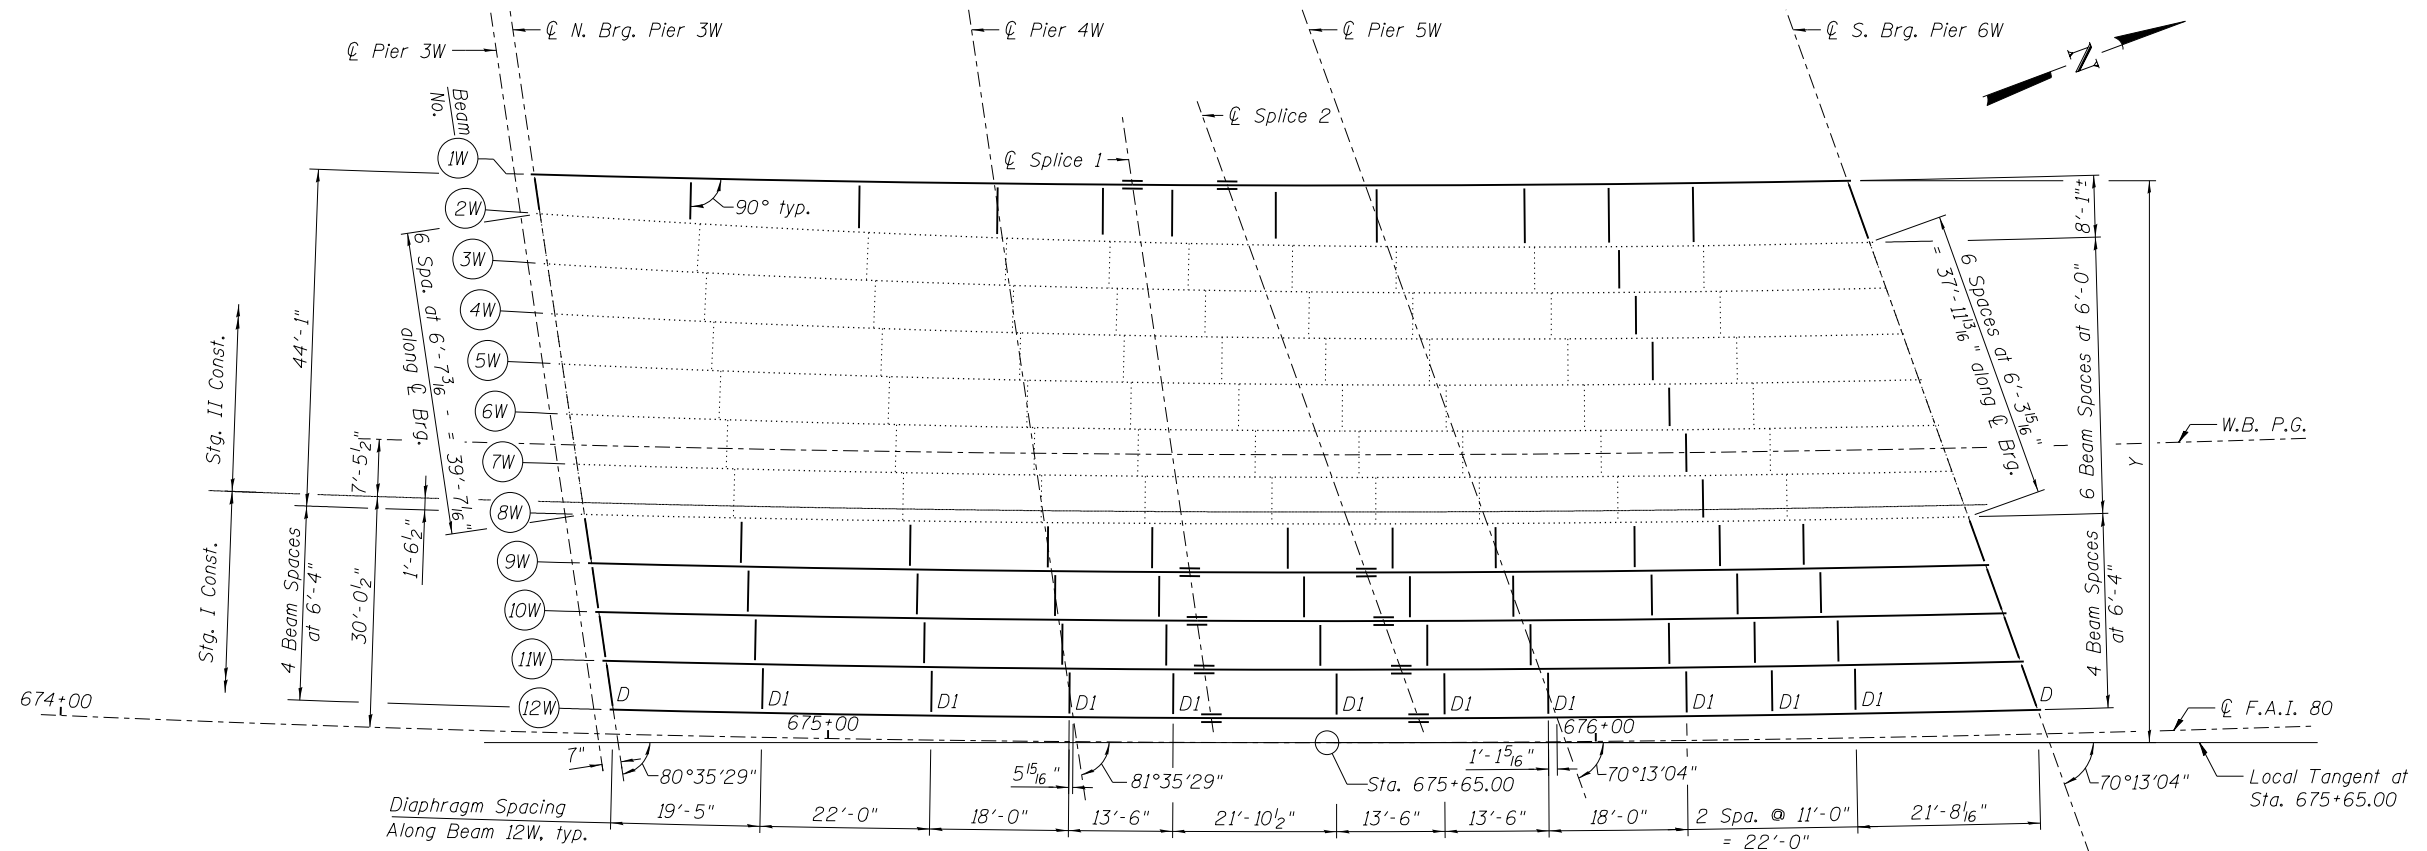 ℄ Pier 3W
℄ N. Brg. Pier 3W
℄ Pier 4W
℄ Pier 5W
℄ S. Brg. Pier 6W
N
℄ Splice 1
℄ Splice 2
Beam
No.
1W
2W
3W
4W
5W
6W
7W
8W
9W
10W
11W
12W
90° typ.
6 Spa. at 6'-7 3/16" = 39'-7 1/16"
along ℄ Brg.
44'-1"
Stg. II Const.
Stg. I Const.
7'-5 1/2"
1'-6 1/2"
30'-0 1/2"
4 Beam Spaces
at 6'-4"
8'-1"±
6 Spaces at 6'-3 15/16"
= 37'-11 13/16" along ℄ Brg.
6 Beam Spaces at 6'-0"
4 Beam Spaces
at 6'-4"
Y
W.B. P.G.
℄ F.A.I. 80
Local Tangent at
Sta. 675+65.00
674+00
675+00
676+00
D
D1
D1
D1
D1
D1
D1
D1
D1
D1
D1
D
7"
80°35'29"
5 15/16"
81°35'29"
Sta. 675+65.00
1'-1 5/16"
70°13'04"
70°13'04"
Diaphragm Spacing
Along Beam 12W, typ.
19'-5"
22'-0"
18'-0"
13'-6"
21'-10 1/2"
13'-6"
13'-6"
18'-0"
2 Spa. @ 11'-0"
= 22'-0"
21'-8 1/16"